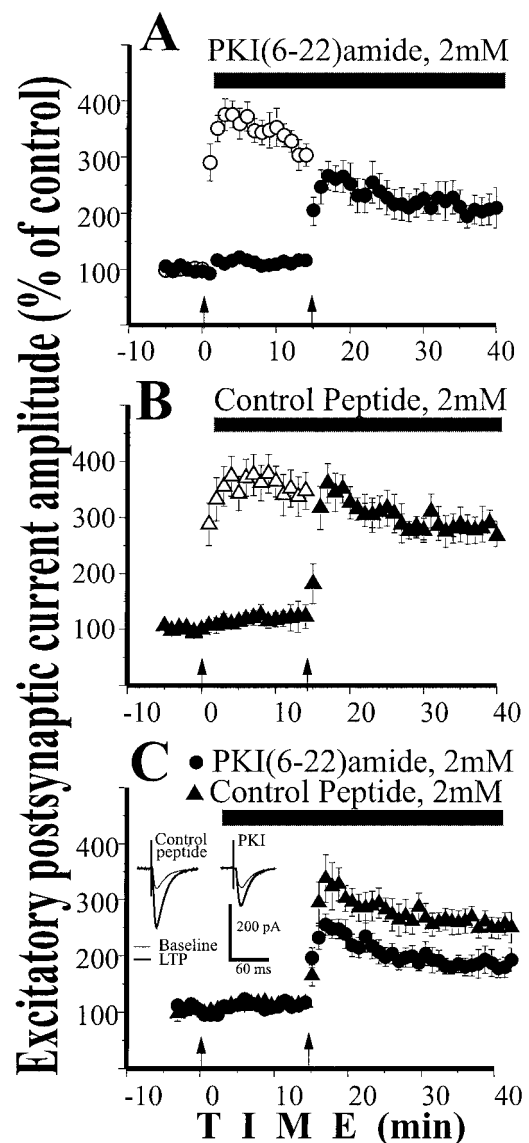 Excitatory postsynaptic current amplitude (% of control)
A
PKI(6-22)amide, 2mM
400
300
200
100
-10 0 10 20 30 40
B
Control Peptide, 2mM
400
300
200
100
-10 0 10 20 30 40
C
PKI(6-22)amide, 2mM
Control Peptide, 2mM
400
300
200
100
Control
peptide
PKI
200 pA
60 ms
Baseline
LTP
-10 0 10 20 30 40
TIME (min)